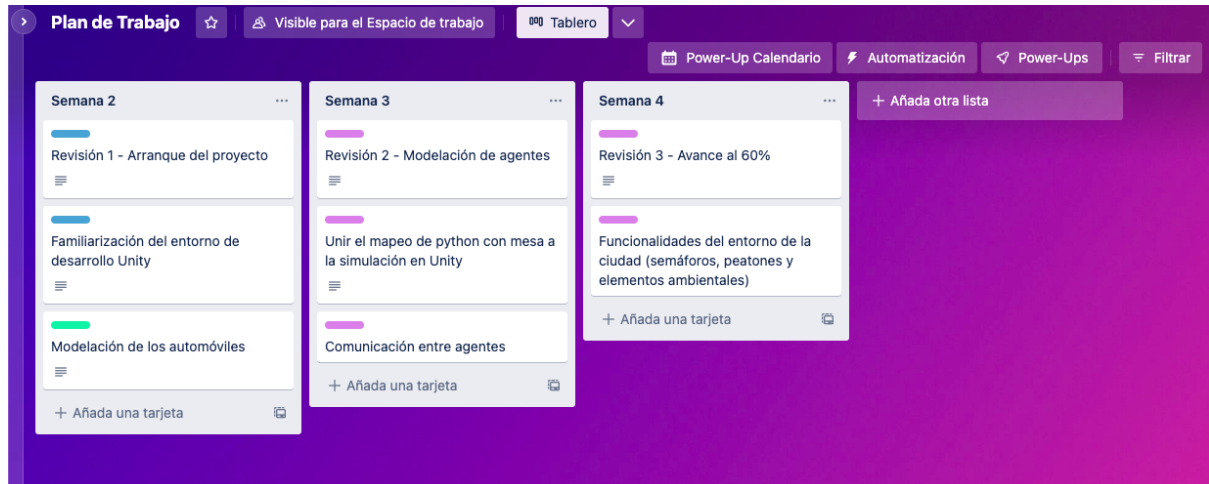 Plan de Trabajo
Visible para el Espacio de trabajo
Tablero
Power-Up Calendario
Automatización
Power-Ups
Filtrar
Semana 2
Revisión 1 - Arranque del proyecto
Familiarización del entorno de
desarrollo Unity
Modelación de los automóviles
+ Añada una tarjeta
Semana 3
Revisión 2 - Modelación de agentes
Unir el mapeo de python con mesa a
la simulación en Unity
Comunicación entre agentes
+ Añada una tarjeta
Semana 4
Revisión 3 - Avance al 60%
Funcionalidades del entorno de la
ciudad (semáforos, peatones y
elementos ambientales)
+ Añada una tarjeta
+ Añada otra lista